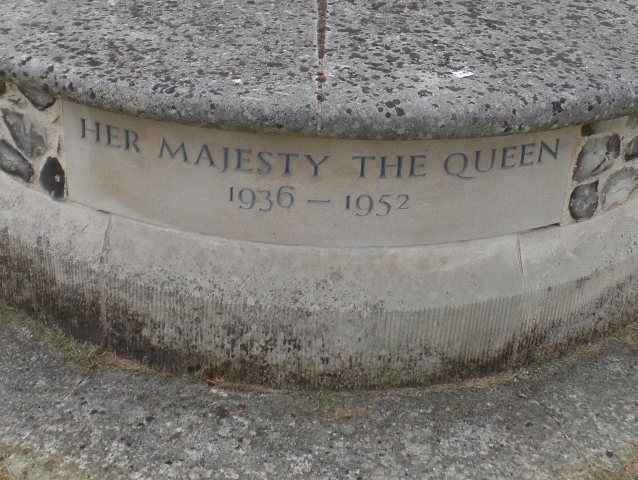 HER MAJESTY THE QUEEN
1936 – 1952